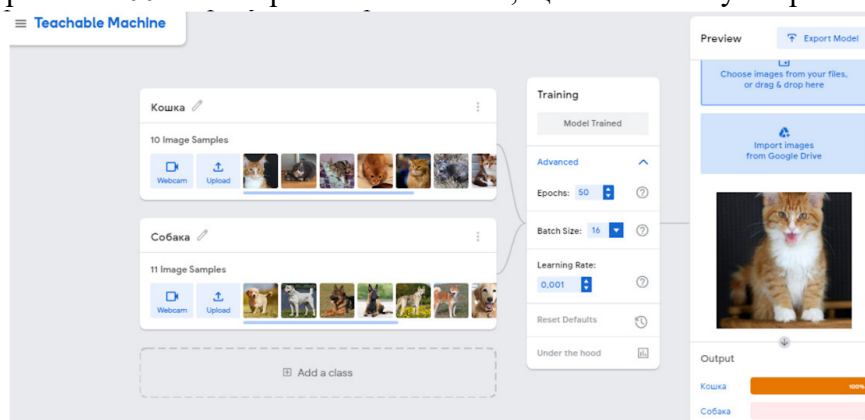 Teachable Machine
Кошка
10 Image Samples
Webcam
Upload
Собака
11 Image Samples
Webcam
Upload
Add a class
Training
Model Trained
Advanced
Epochs: 50
Batch Size: 16
Learning Rate:
0,001
Reset Defaults
Under the hood
Preview
Export Model
Choose images from your files,
or drag & drop here
Import images
from Google Drive
Output
Кошка
100%
Собака